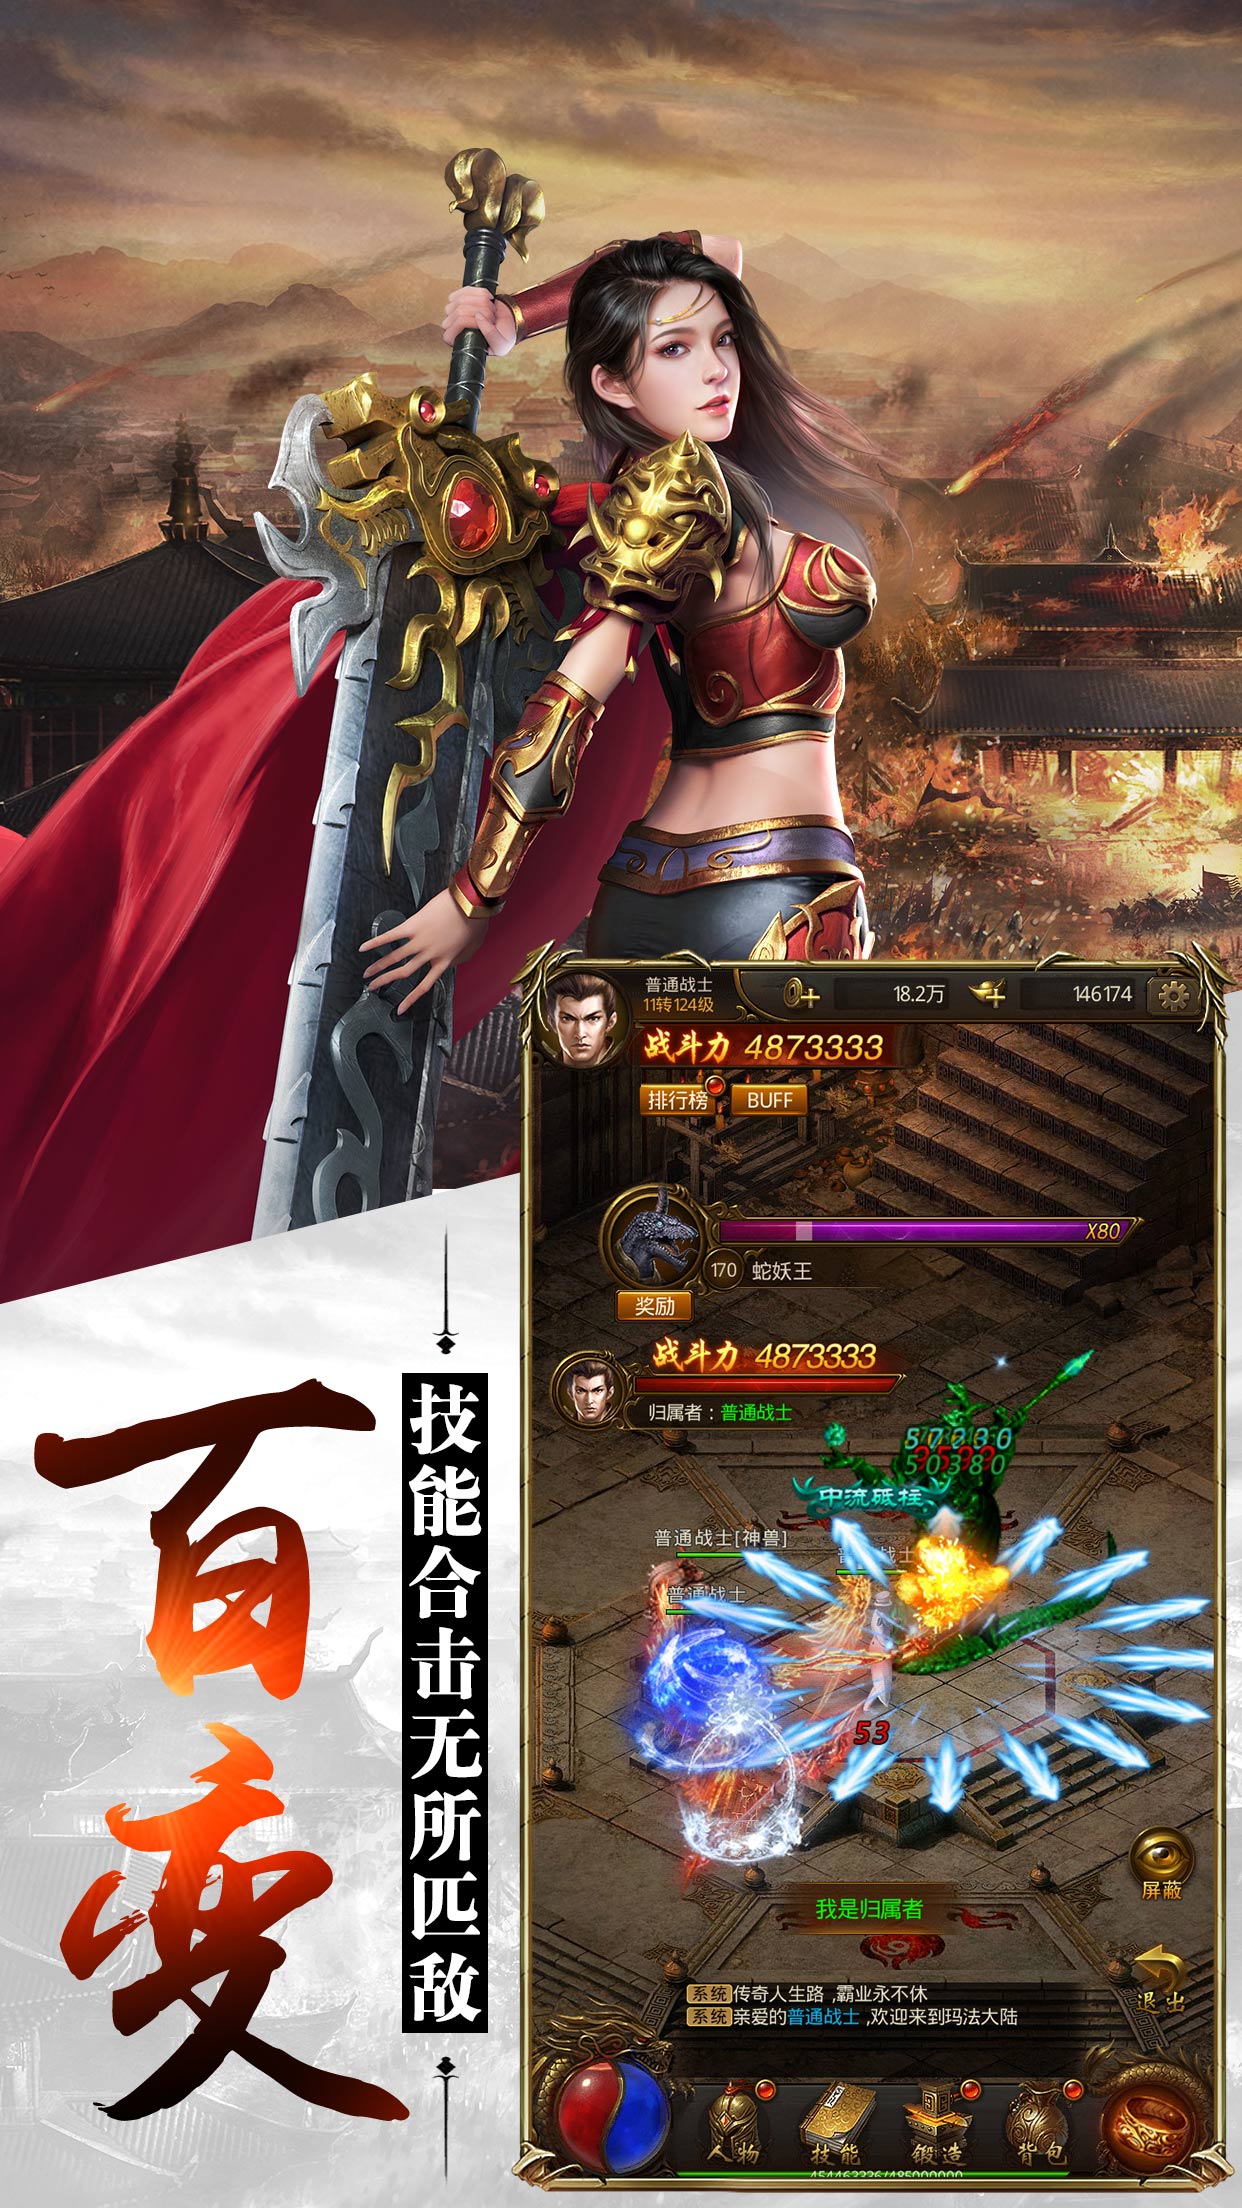 百变
技能合击无所匹敌
普通战士
11转124级
18.2万
146174
战斗力 4873333
排行榜
BUFF
X80
170 蛇妖王
奖励
战斗力 4873333
归属者：普通战士
50380
中流砥柱
普通战士[神兽]
普通战士
53
屏蔽
我是归属者
退出
系统 传奇人生路 ,霸业永不休
系统 亲爱的普通战士 ,欢迎来到玛法大陆
人物
技能
锻造
背包